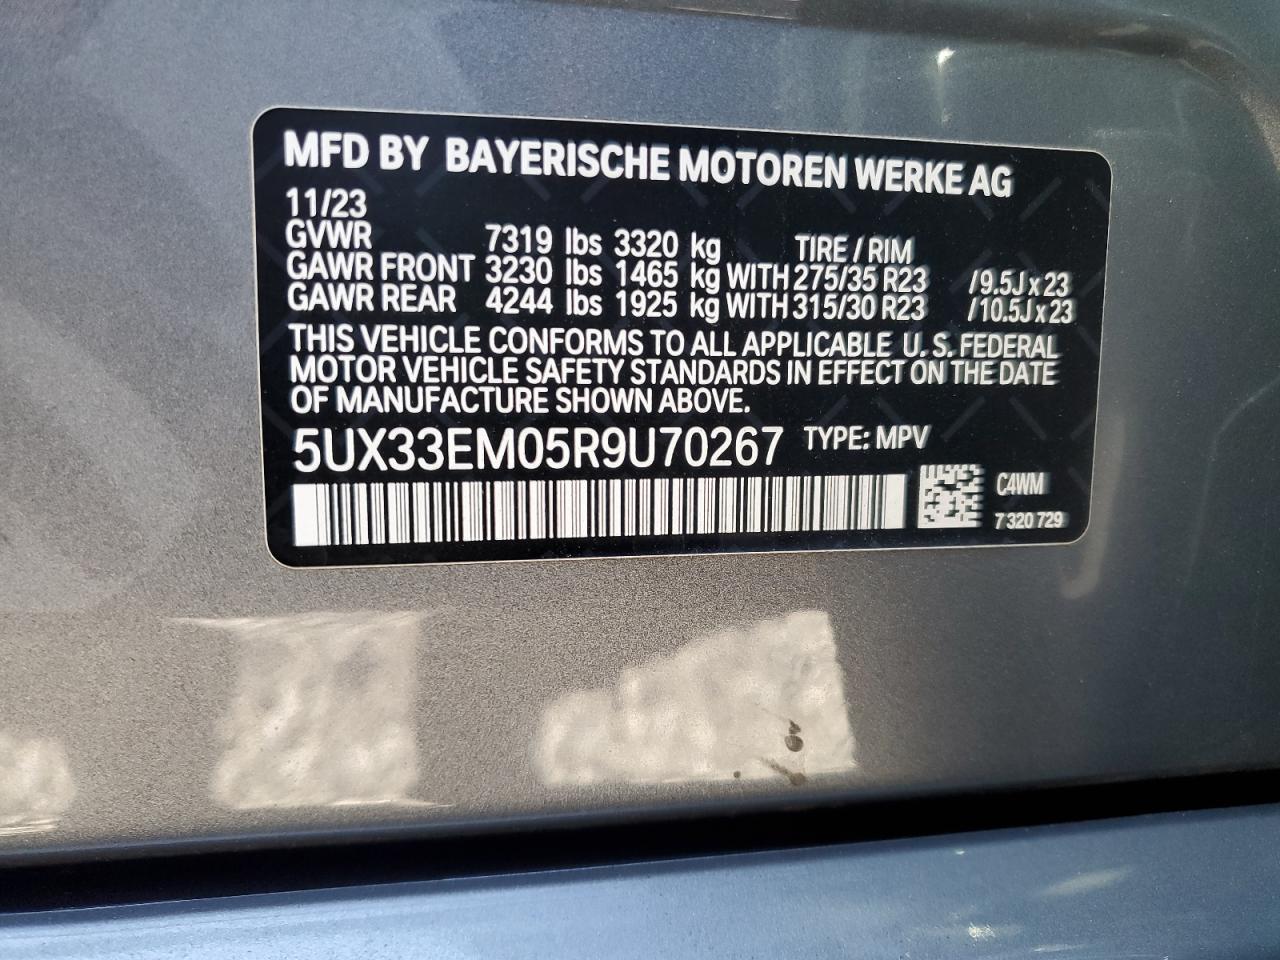 MFD BY BAYERISCHE MOTOREN WERKE AG
11/23
GVWR 7319 lbs 3320 kg TIRE / RIM
GAWR FRONT 3230 lbs 1465 kg WITH 275/35 R23 /9.5J x 23
GAWR REAR 4244 lbs 1925 kg WITH 315/30 R23 /10.5J x 23
THIS VEHICLE CONFORMS TO ALL APPLICABLE U.S. FEDERAL
MOTOR VEHICLE SAFETY STANDARDS IN EFFECT ON THE DATE
OF MANUFACTURE SHOWN ABOVE.
5UX33EM05R9U70267 TYPE: MPV
C4WM
7 320 729